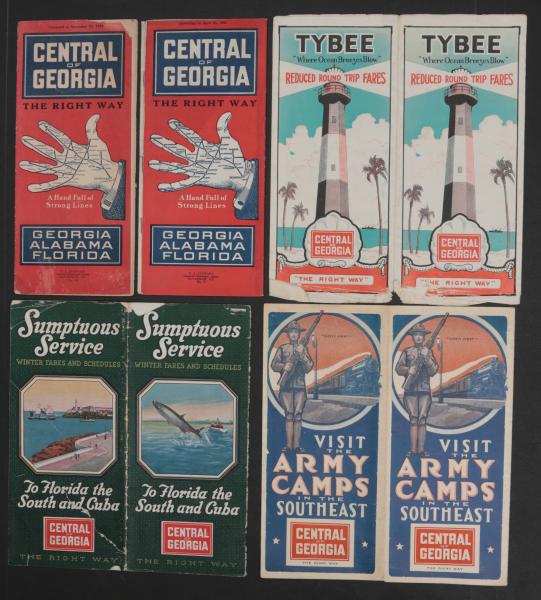 CENTRAL
OF
GEORGIA
THE RIGHT WAY
A Hand Full of
Strong Lines
GEORGIA
ALABAMA
FLORIDA
CENTRAL
OF
GEORGIA
THE RIGHT WAY
A Hand Full of
Strong Lines
GEORGIA
ALABAMA
FLORIDA
TYBEE
"Where Ocean Breezes Blow"
REDUCED ROUND TRIP FARES
CENTRAL
OF
GEORGIA
"THE RIGHT WAY"
TYBEE
"Where Ocean Breezes Blow"
REDUCED ROUND TRIP FARES
CENTRAL
OF
GEORGIA
"THE RIGHT WAY"
Sumptuous
Service
WINTER FARES AND SCHEDULES
To Florida the
South and Cuba
CENTRAL
OF
GEORGIA
THE RIGHT WAY
Sumptuous
Service
WINTER FARES AND SCHEDULES
To Florida the
South and Cuba
CENTRAL
OF
GEORGIA
THE RIGHT WAY
VISIT
THE
ARMY
CAMPS
IN THE
SOUTHEAST
CENTRAL
OF
GEORGIA
THE RIGHT WAY
VISIT
THE
ARMY
CAMPS
IN THE
SOUTHEAST
CENTRAL
OF
GEORGIA
THE RIGHT WAY